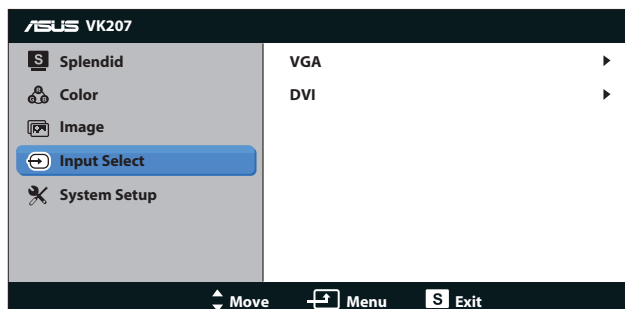 ASUS VK207
S Splendid
Color
Image
Input Select
System Setup
VGA
DVI
Move Menu S Exit